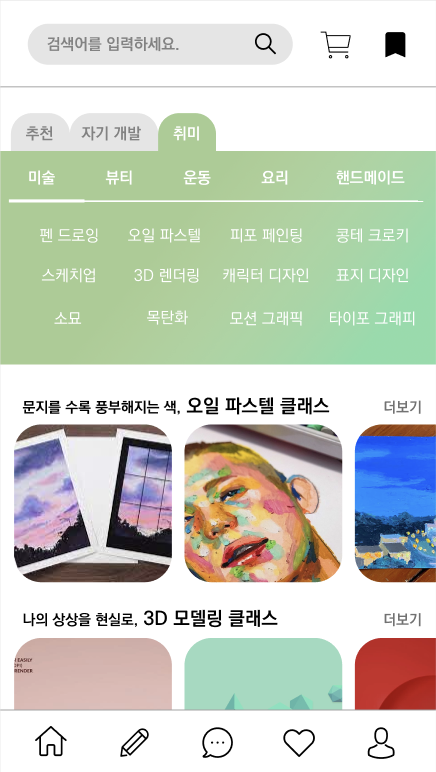 검색어를 입력하세요.
추천 자기 개발 취미
미술 뷰티 운동 요리 핸드메이드
펜 드로잉 오일 파스텔 피포 페인팅 콩테 크로키
스케치업 3D 렌더링 캐릭터 디자인 표지 디자인
소묘 목탄화 모션 그래픽 타이포 그래피
문지를 수록 풍부해지는 색, 오일 파스텔 클래스 더보기
나의 상상을 현실로, 3D 모델링 클래스 더보기
EASILY
RENDER